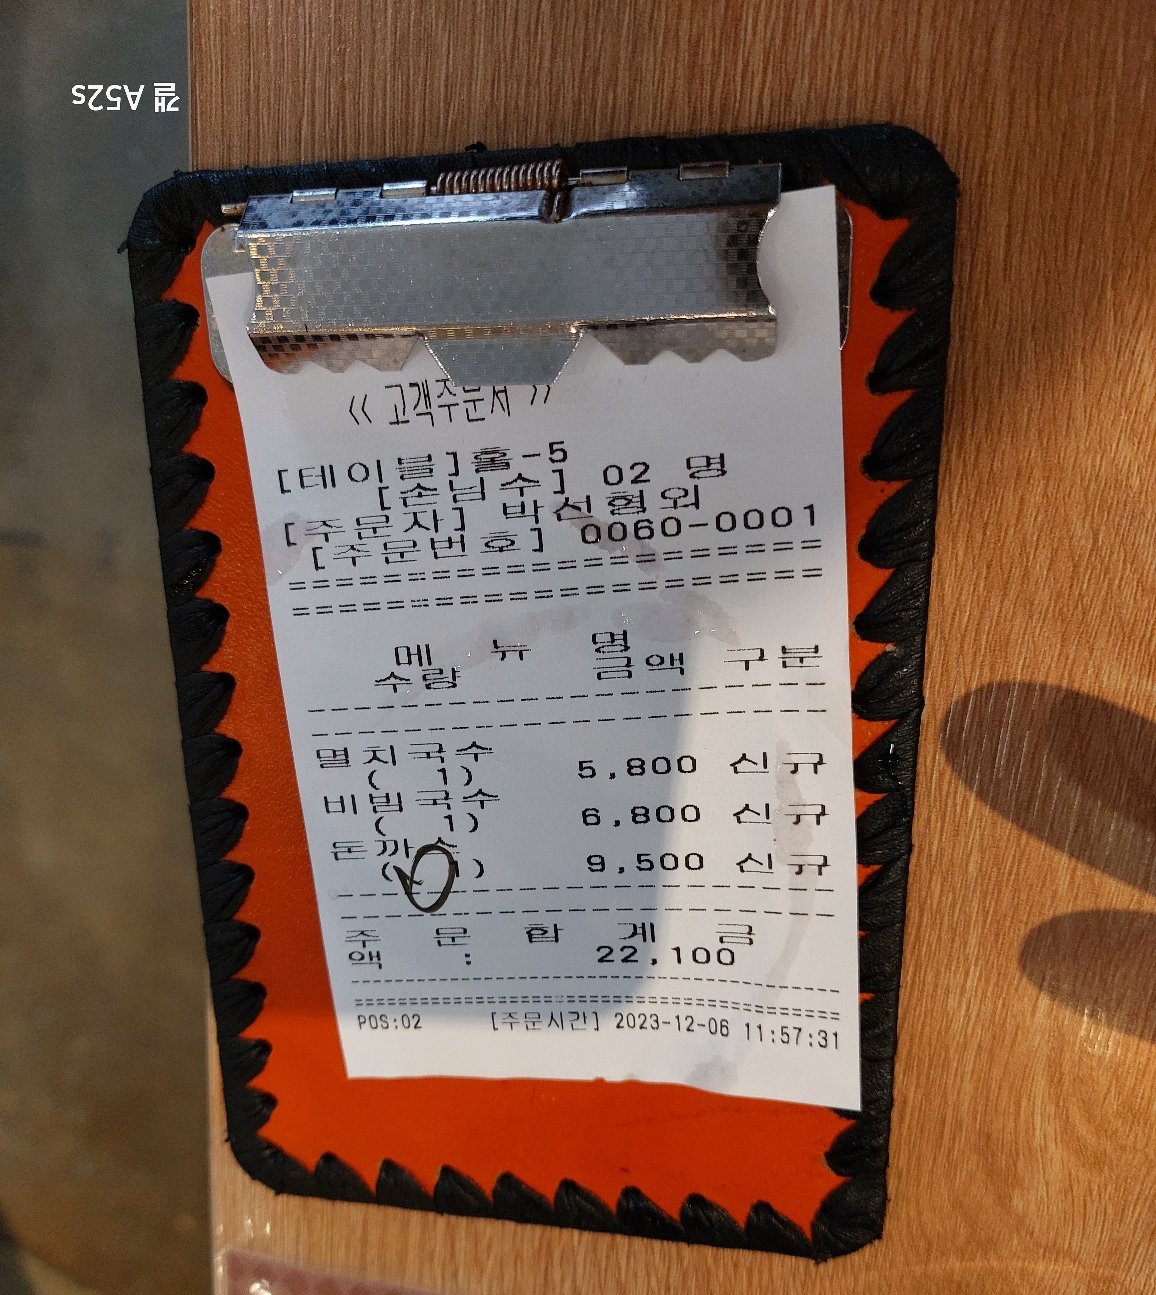 갤 A52s
<< 고객주문서 >>
[테이블]홀-5
[손님수] 02 명
[주문자] 박선협외
[주문번호] 0060-0001
==========================
==========================
메 뉴 명
수량 금액 구분
--------------------------
--------------------------
멸치국수
( 1) 5,800 신규
비빔국수
( 1) 6,800 신규
돈까스
( 1) 9,500 신규
--------------------------
--------------------------
주 문 합 계 금
액 : 22,100
--------------------------
==========================
POS:02 [주문시간] 2023-12-06 11:57:31